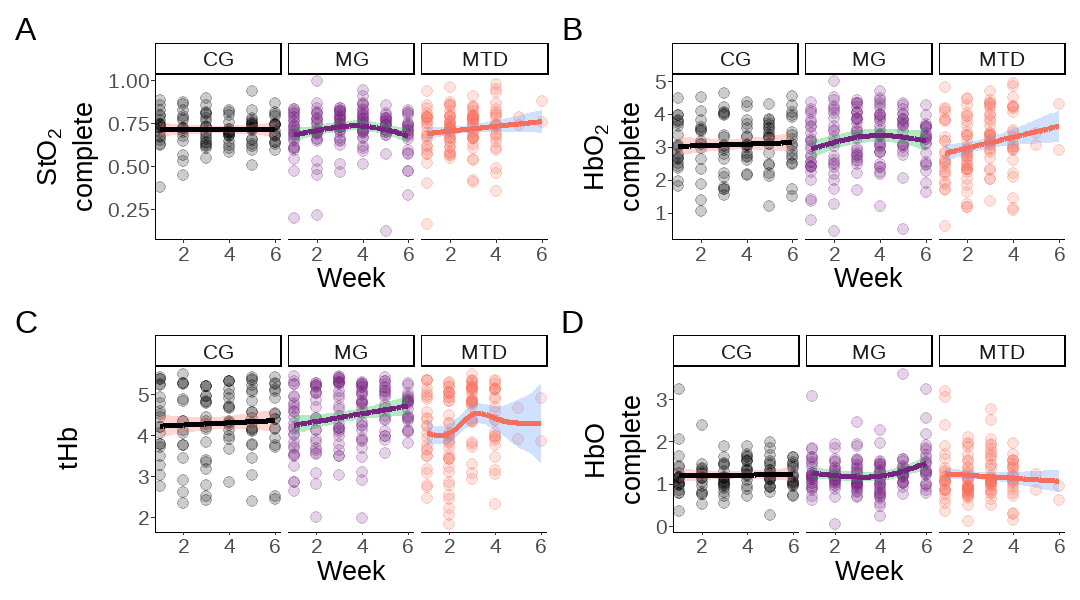 A
CG MG MTD
1.00
0.75
0.50
0.25
StO2
complete
2 4 6 2 4 6 2 4 6
Week
B
CG MG MTD
5
4
3
2
1
HbO2
complete
2 4 6 2 4 6 2 4 6
Week
C
CG MG MTD
5
4
3
2
tHb
2 4 6 2 4 6 2 4 6
Week
D
CG MG MTD
3
2
1
0
HbO
complete
2 4 6 2 4 6 2 4 6
Week